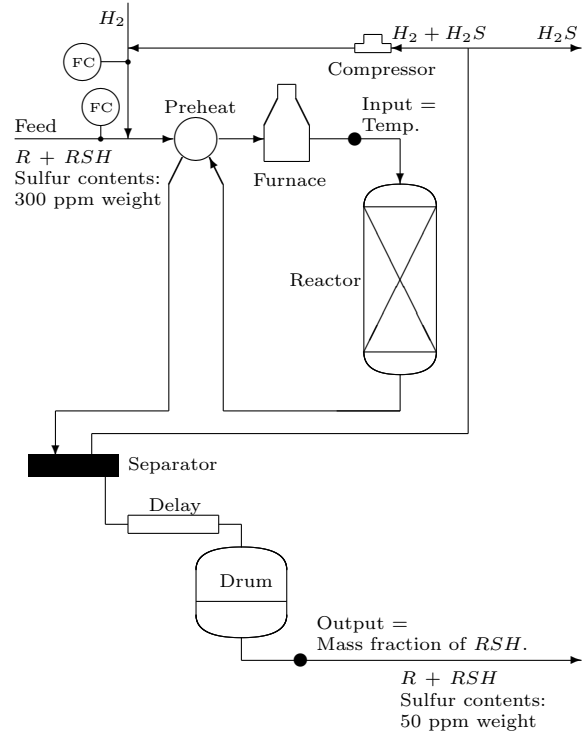 H₂
H₂ + H₂S
H₂S
FC
Compressor
FC
Preheat
Input =
Temp.
Feed
R + RSH
Sulfur contents:
300 ppm weight
Furnace
Reactor
Separator
Delay
Drum
Output =
Mass fraction of RSH.
R + RSH
Sulfur contents:
50 ppm weight